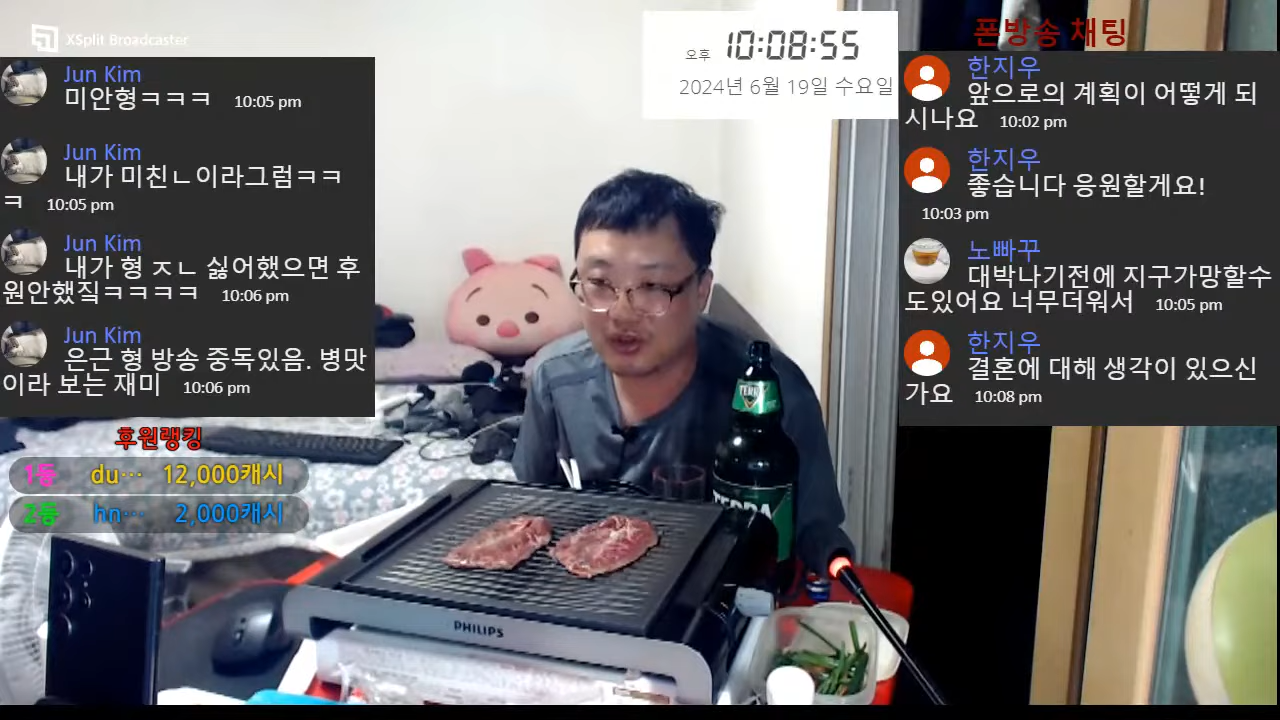 XSplit Broadcaster
Jun Kim
미안형ㅋㅋㅋ 10:05 pm
Jun Kim
내가 미친ㄴ이라그럼ㅋㅋ
ㅋ 10:05 pm
Jun Kim
내가 형 ㅈㄴ 싫어했으면 후
원안했짘ㅋㅋㅋㅋ 10:06 pm
Jun Kim
은근 형 방송 중독있음. 병맛
이라 보는 재미 10:06 pm
후원랭킹
1등 du… 12,000캐시
2등 hn… 2,000캐시
오후 10:08:55
2024년 6월 19일 수요일
폰방송 채팅
한지우
앞으로의 계획이 어떻게 되
시나요 10:02 pm
한지우
좋습니다 응원할게요!
10:03 pm
노빠꾸
대박나기전에 지구가망할수
도있어요 너무더워서 10:05 pm
한지우
결혼에 대해 생각이 있으신
가요 10:08 pm
TERRA
TERRA
PHILIPS